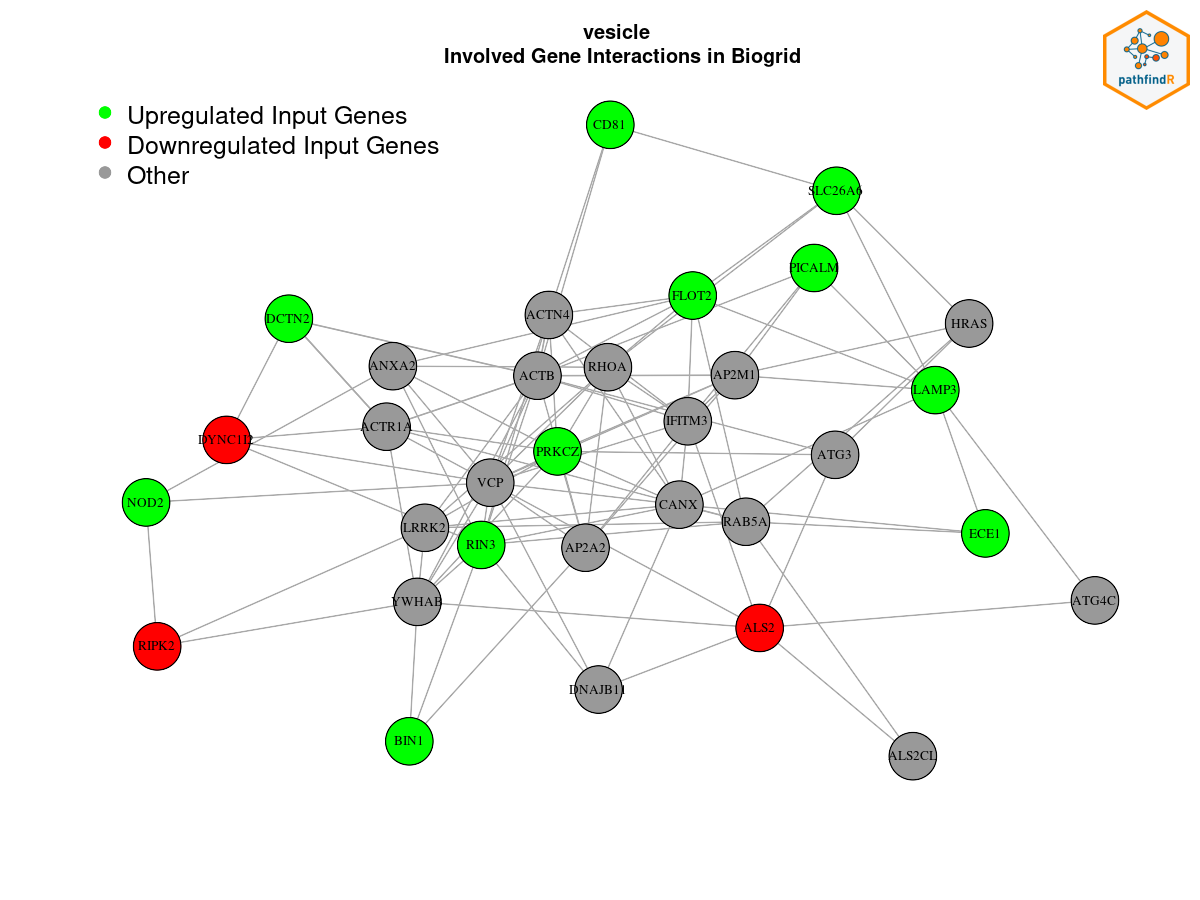 vesicle
Involved Gene Interactions in Biogrid
pathfindR
Upregulated Input Genes
Downregulated Input Genes
Other
CD81
SLC26A6
PICALM
FLOT2
ACTN4
DCTN2
HRAS
ANXA2
RHOA
ACTB
AP2M1
LAMP3
IFITM3
ACTR1A
DYNC1I2
PRKCZ
ATG3
VCP
NOD2
CANX
RAB5A
LRRK2
ECE1
RIN3
AP2A2
YWHAB
ATG4C
ALS2
RIPK2
DNAJB11
BIN1
ALS2CL